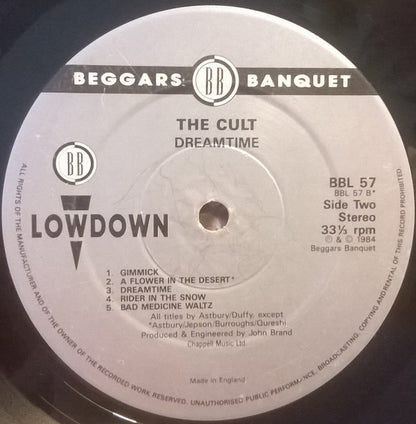 BEGGARS BB BANQUET
THE CULT
DREAMTIME
BB
LOWDOWN
BBL 57
BBL 57 B*
Side Two
Stereo
33⅓ rpm
℗ & © 1984
Beggars Banquet
1. GIMMICK
2. A FLOWER IN THE DESERT*
3. DREAMTIME
4. RIDER IN THE SNOW
5. BAD MEDICINE WALTZ
All titles by Astbury/Duffy, except
*Astbury/Jepson/Burroughs/Qureshi
Produced & Engineered by John Brand
Chappell Music Ltd.
Made in England
ALL RIGHTS OF THE MANUFACTURER AND OF THE OWNER OF THE RECORDED WORK RESERVED. UNAUTHORISED PUBLIC PERFORMANCE, BROADCASTING, COPYING AND RENTAL OF THIS RECORD PROHIBITED.